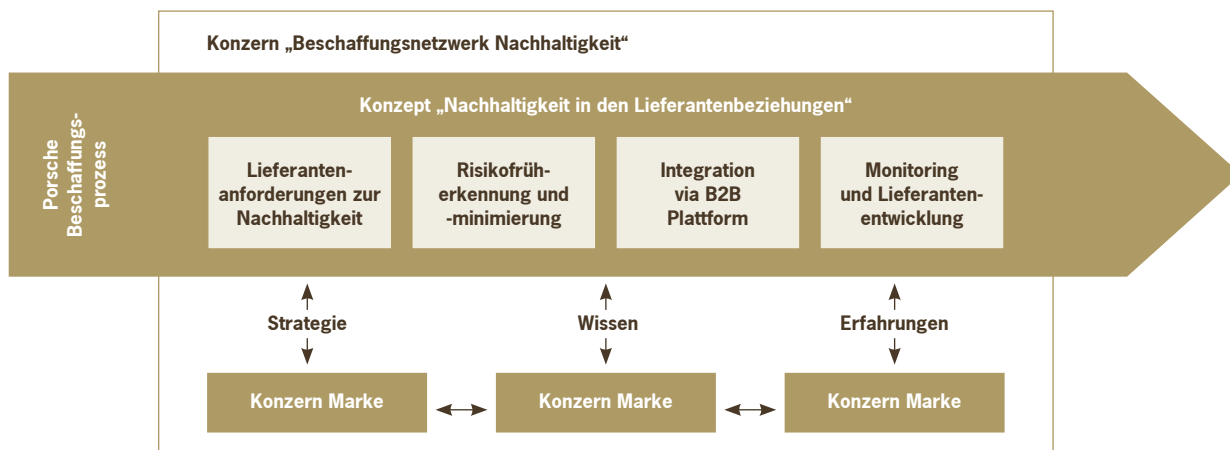 Konzern „Beschaffungsnetzwerk Nachhaltigkeit“
Porsche
Beschaffungs-
prozess
Konzept „Nachhaltigkeit in den Lieferantenbeziehungen“
Lieferanten-
anforderungen zur
Nachhaltigkeit
Risikofrüh-
erkennung und
-minimierung
Integration
via B2B
Plattform
Monitoring
und Lieferanten-
entwicklung
Strategie
Wissen
Erfahrungen
Konzern Marke
Konzern Marke
Konzern Marke